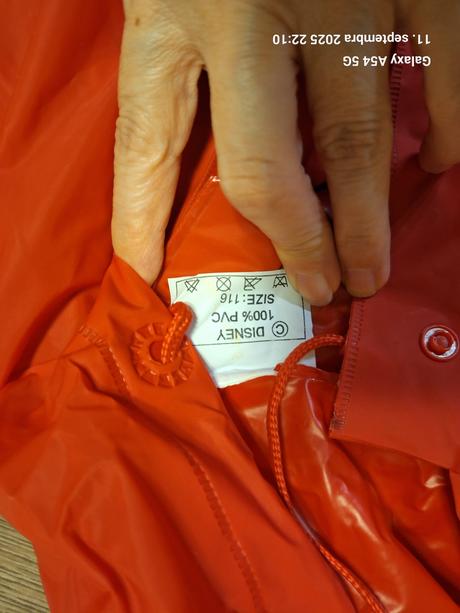 © DISNEY
100% PVC
SIZE:116
Galaxy A54 5G
11. septembra 2025 22:10